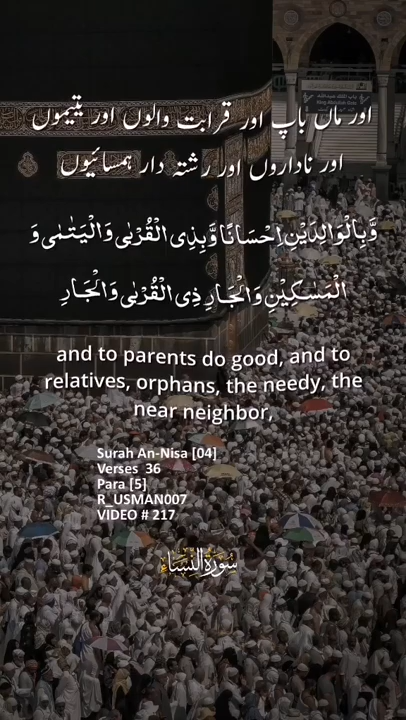 اور ماں باپ اور قرابت والوں اور یتیموں
اور ناداروں اور رشتہ دار ہمسائیوں
وَّبِالْوَالِدَيْنِ اِحْسَانًا وَّبِذِى الْقُرْبٰى وَالْيَتٰمٰى وَ
الْمَسٰكِيْنِ وَالْجَارِ ذِى الْقُرْبٰى وَالْجَارِ
and to parents do good, and to
relatives, orphans, the needy, the
near neighbor,
Surah An-Nisa [04]
Verses 36
Para [5]
R_USMAN007
VIDEO # 217
سُوْرَةُ النِّسَاء